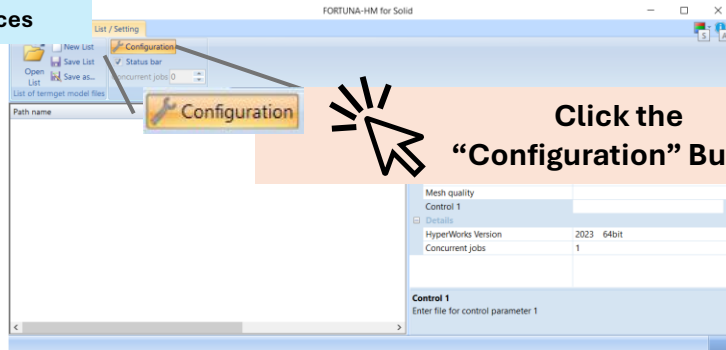 FORTUNA-HM for Solid
ces
List / Setting
New List
Configuration
Save List
Status bar
Open
List
Save as...
oncurrent jobs 0
List of termget model files
Path name
Configuration
Click the
“Configuration” Bu
Mesh quality
Control 1
Details
HyperWorks Version 2023 64bit
Concurrent jobs 1
Control 1
Enter file for control parameter 1